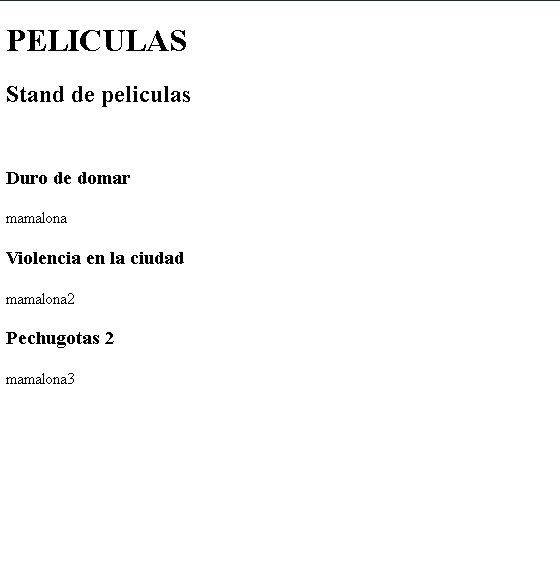 PELICULAS
Stand de peliculas
Duro de domar
mamalona
Violencia en la ciudad
mamalona2
Pechugotas 2
mamalona3